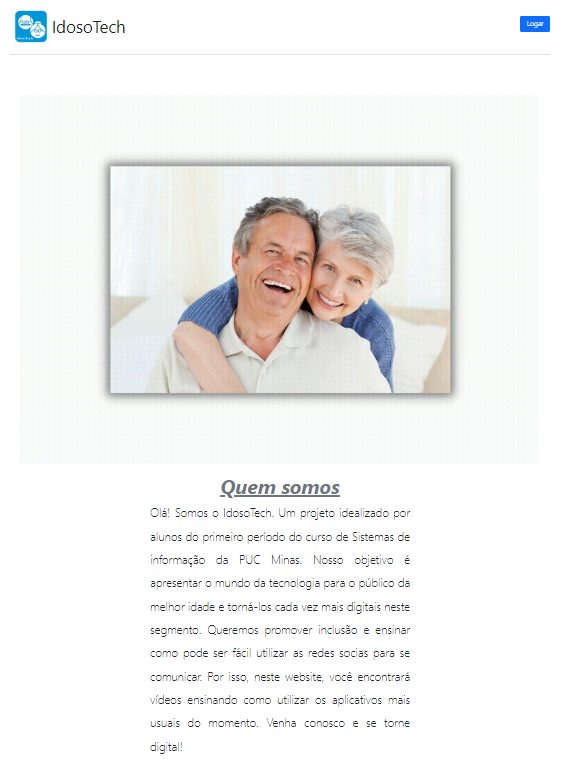 IdosoTech
Logar
Quem somos
Olá! Somos o IdosoTech. Um projeto idealizado por
alunos do primeiro período do curso de Sistemas de
informação da PUC Minas. Nosso objetivo é
apresentar o mundo da tecnologia para o público da
melhor idade e torná-los cada vez mais digitais neste
segmento. Queremos promover inclusão e ensinar
como pode ser fácil utilizar as redes socias para se
comunicar. Por isso, neste website, você encontrará
vídeos ensinando como utilizar os aplicativos mais
usuais do momento. Venha conosco e se torne
digital!